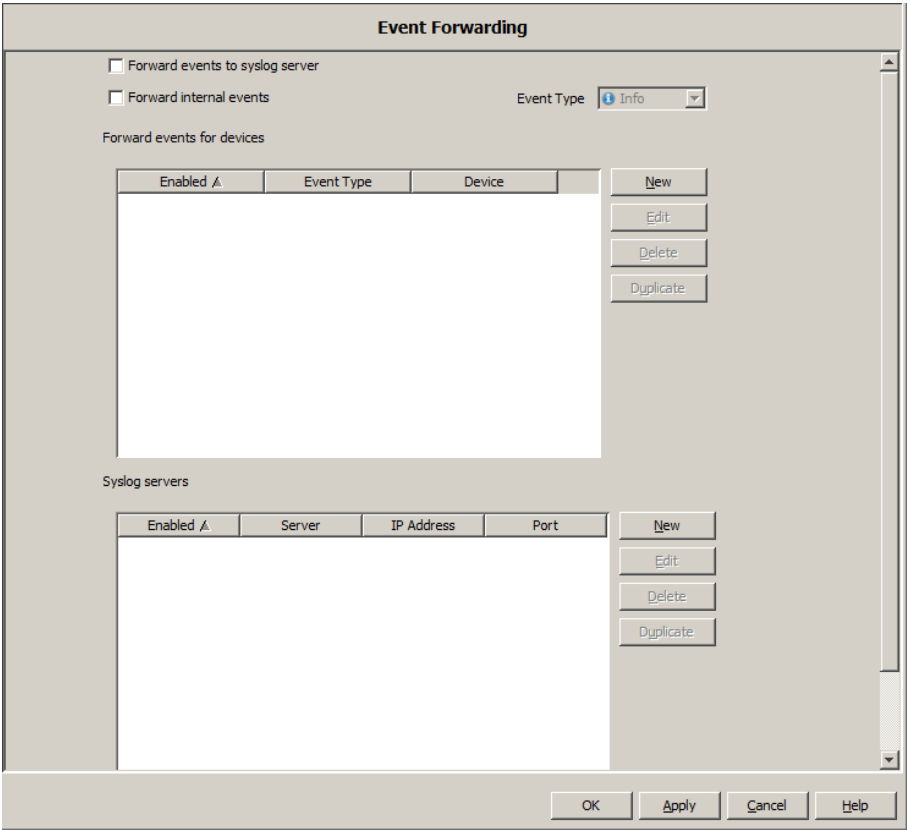 Event Forwarding
Forward events to syslog server
Forward internal events Event Type Info
Forward events for devices
Enabled Event Type Device New
Edit
Delete
Duplicate
Syslog servers
Enabled Server IP Address Port New
Edit
Delete
Duplicate
OK Apply Cancel Help